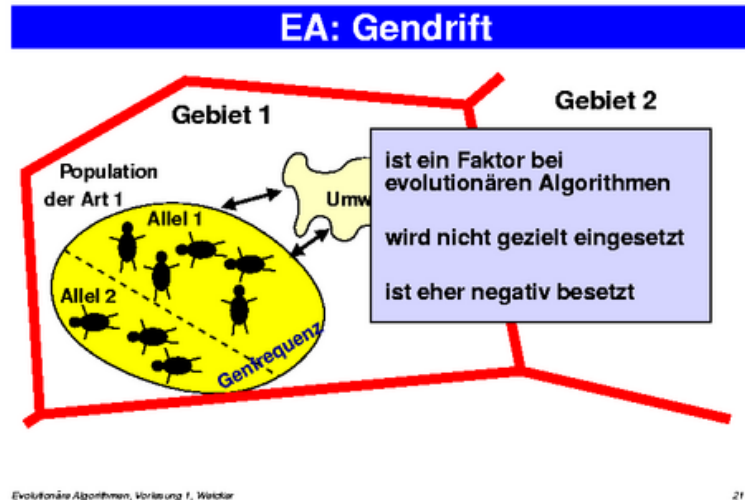 EA: Gendrift
Gebiet 1
Gebiet 2
Population
der Art 1
Allel 1
Allel 2
Genfrequenz
Umw
ist ein Faktor bei
evolutionären Algorithmen
wird nicht gezielt eingesetzt
ist eher negativ besetzt
Evolutionäre Algorithmen, Vorlesung 1, Weicker
21